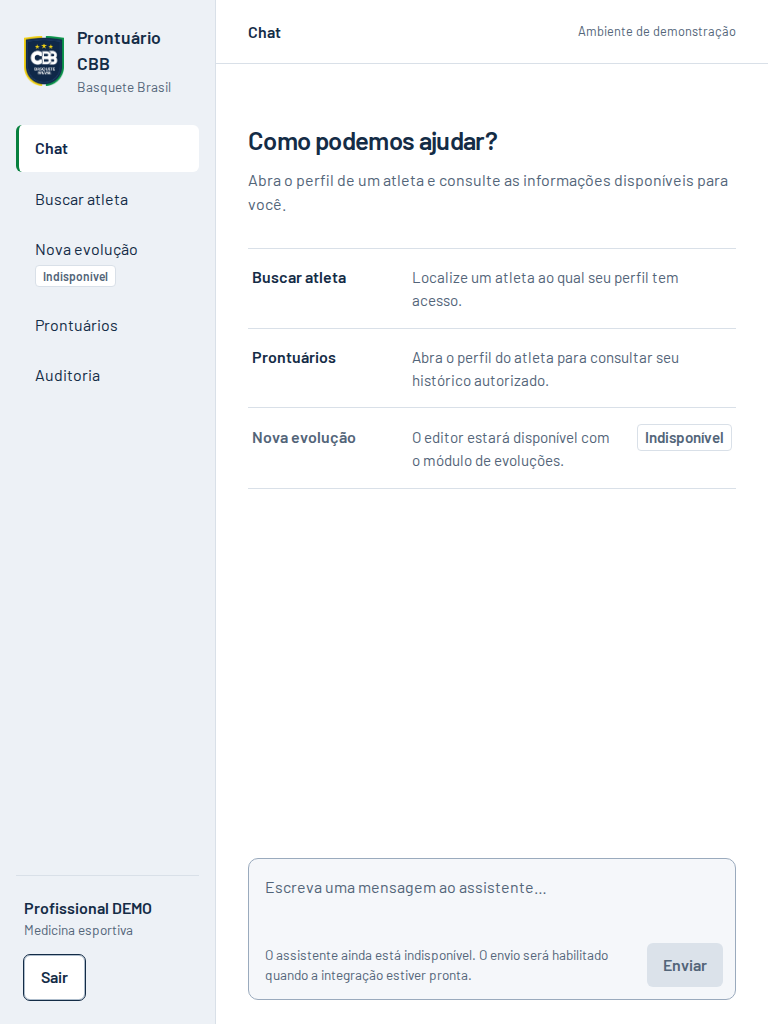 CBB
BASQUETE
BRASIL
Prontuário
CBB
Basquete Brasil
Chat
Buscar atleta
Nova evolução
Indisponível
Prontuários
Auditoria
Profissional DEMO
Medicina esportiva
Sair
Chat
Ambiente de demonstração
Como podemos ajudar?
Abra o perfil de um atleta e consulte as informações disponíveis para
você.
Buscar atleta
Localize um atleta ao qual seu perfil tem
acesso.
Prontuários
Abra o perfil do atleta para consultar seu
histórico autorizado.
Nova evolução
O editor estará disponível com
o módulo de evoluções.
Indisponível
Escreva uma mensagem ao assistente...
O assistente ainda está indisponível. O envio será habilitado
quando a integração estiver pronta.
Enviar